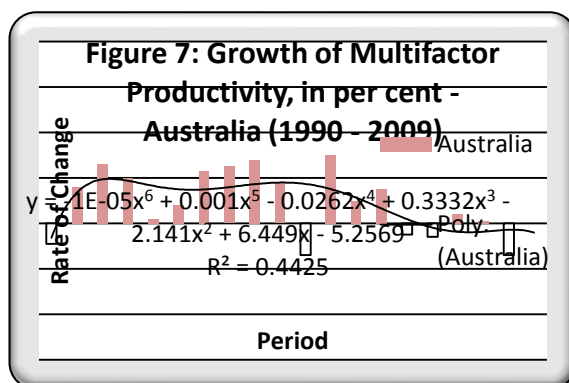 Figure 7: Growth of Multifactor
Productivity, in per cent -
Australia (1990 - 2009)
Rate of Change
Australia
y = .1E-05x⁶ + 0.001x⁵ - 0.0262x⁴ + 0.3332x³ -
2.141x² + 6.449x - 5.2569
R² = 0.4425
Poly.
(Australia)
Period